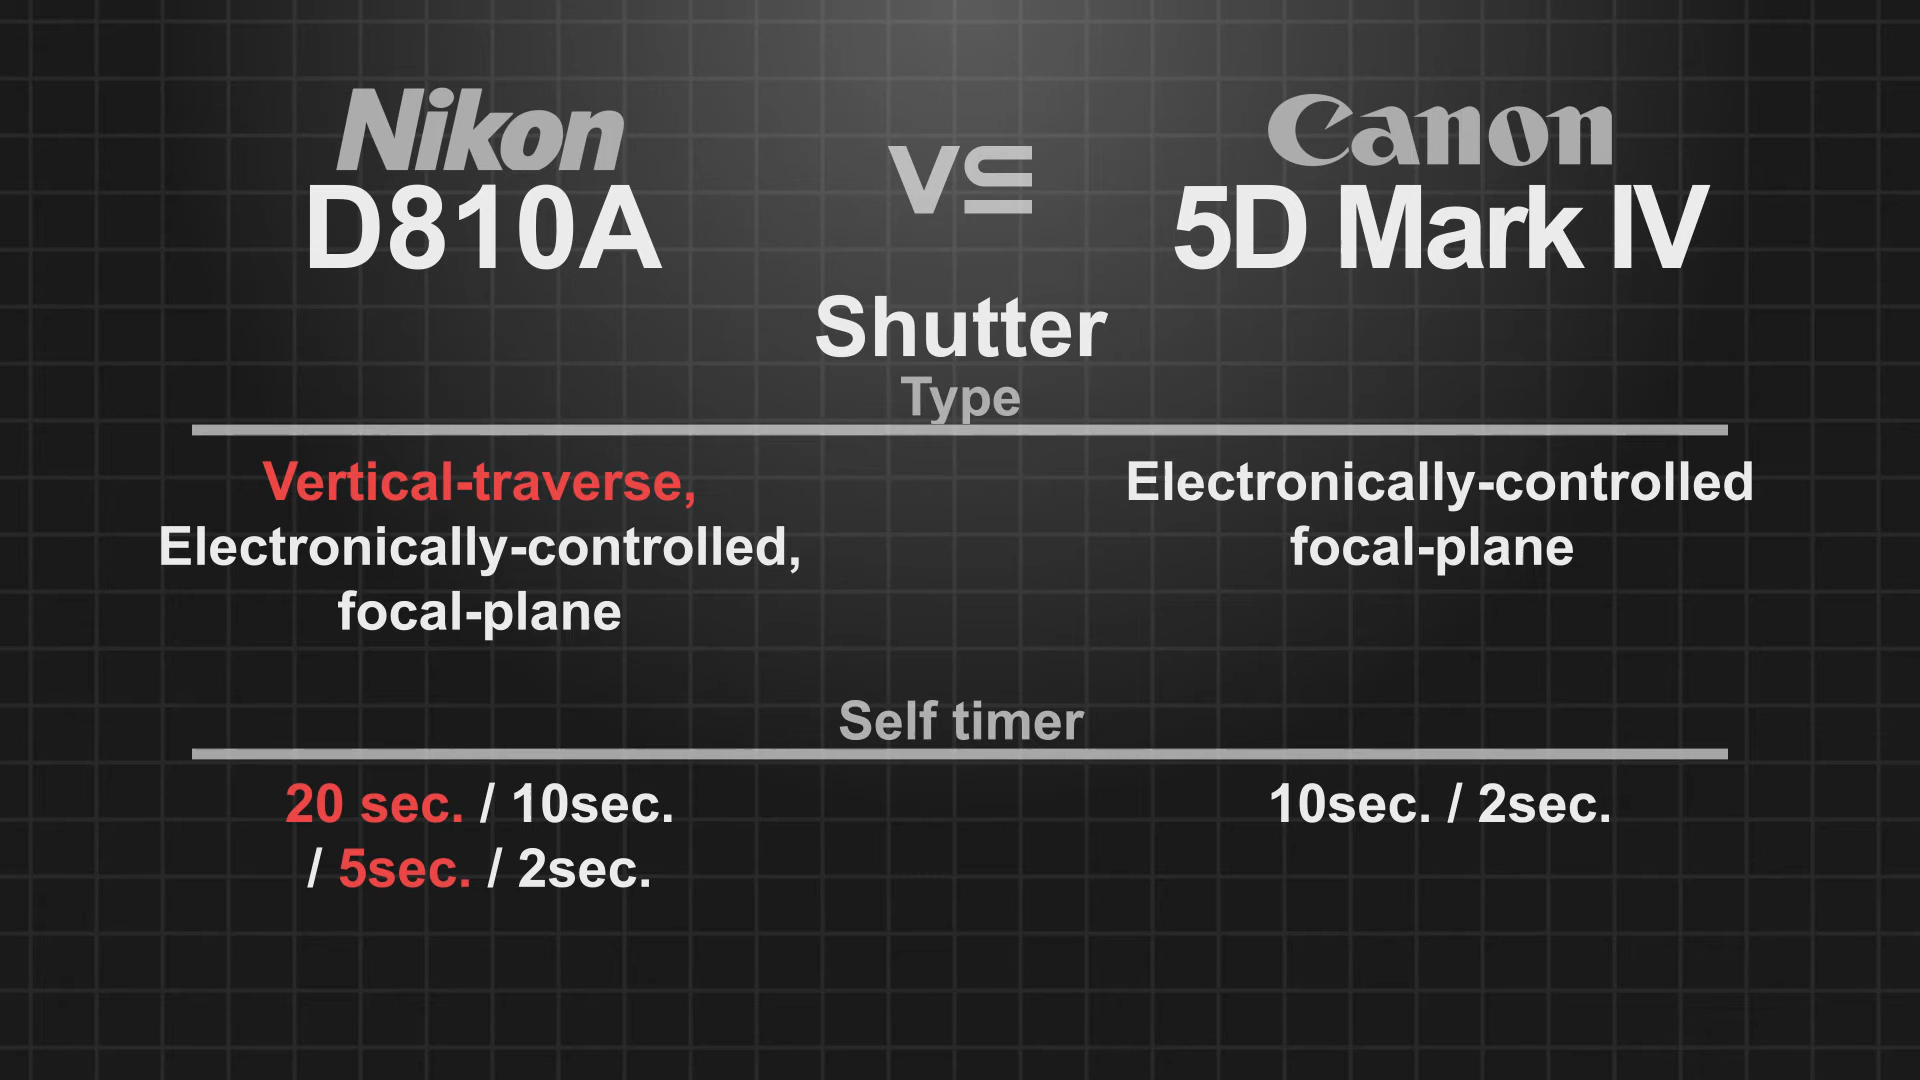 Nikon
D810A
VS
Canon
5D Mark IV
Shutter
Type
Vertical-traverse,
Electronically-controlled,
focal-plane
Electronically-controlled
focal-plane
Self timer
20 sec. / 10sec.
/ 5sec. / 2sec.
10sec. / 2sec.